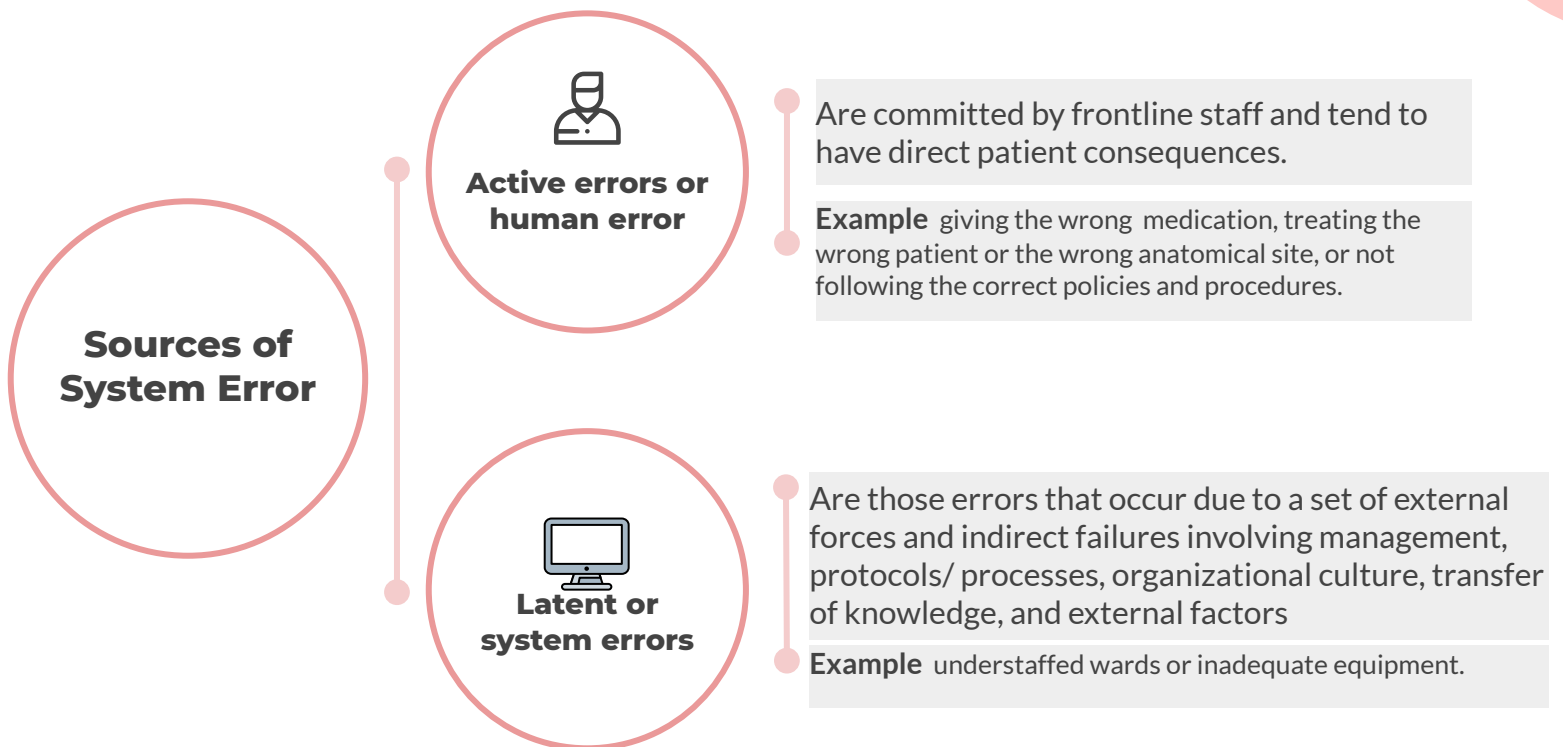 Sources of
System Error
Active errors or
human error
Are committed by frontline staff and tend to
have direct patient consequences.
Example giving the wrong medication, treating the
wrong patient or the wrong anatomical site, or not
following the correct policies and procedures.
Latent or
system errors
Are those errors that occur due to a set of external
forces and indirect failures involving management,
protocols/ processes, organizational culture, transfer
of knowledge, and external factors
Example understaffed wards or inadequate equipment.